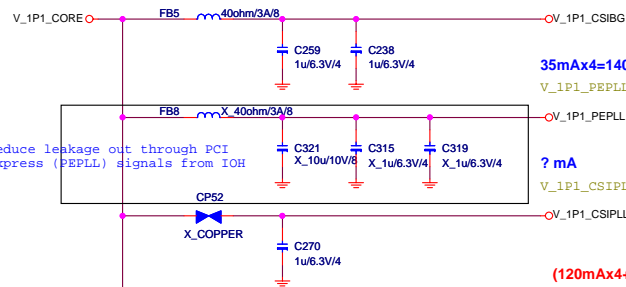 V_1P1_CORE
FB5
40ohm/3A/8
V_1P1_CSIBG
C259
1u/6.3V/4
C238
1u/6.3V/4
35mAx4=140
V_1P1_PEPLL
FB8
X_40ohm/3A/8
V_1P1_PEPLL
educe leakage out through PCI
xpress (PEPLL) signals from IOH
C321
X_10u/10V/8
C315
X_1u/6.3V/4
C319
X_1u/6.3V/4
? mA
V_1P1_CSIPL
CP52
X_COPPER
V_1P1_CSIPLL
C270
1u/6.3V/4
(120mAx4+